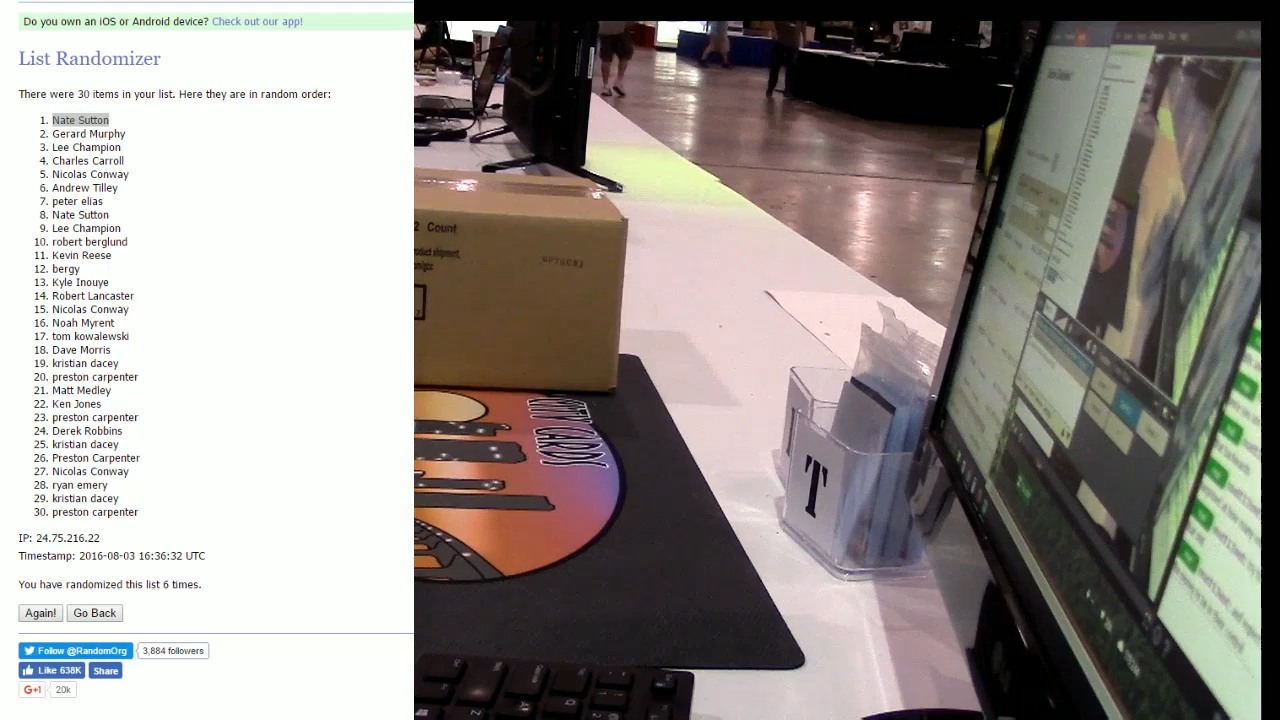 Do you own an iOS or Android device? Check out our app!
List Randomizer
There were 30 items in your list. Here they are in random order:
1. Nate Sutton
2. Gerard Murphy
3. Lee Champion
4. Charles Carroll
5. Nicolas Conway
6. Andrew Tilley
7. peter elias
8. Nate Sutton
9. Lee Champion
10. robert berglund
11. Kevin Reese
12. bergy
13. Kyle Inouye
14. Robert Lancaster
15. Nicolas Conway
16. Noah Myrent
17. tom kowalewski
18. Dave Morris
19. kristian dacey
20. preston carpenter
21. Matt Medley
22. Ken Jones
23. preston carpenter
24. Derek Robbins
25. kristian dacey
26. Preston Carpenter
27. Nicolas Conway
28. ryan emery
29. kristian dacey
30. preston carpenter
IP: 24.75.216.22
Timestamp: 2016-08-03 16:36:32 UTC
You have randomized this list 6 times.
Again! Go Back
Follow @RandomOrg 3,884 followers
Like 638K Share
G+1 20k
2 Count
CITY CARDS
T